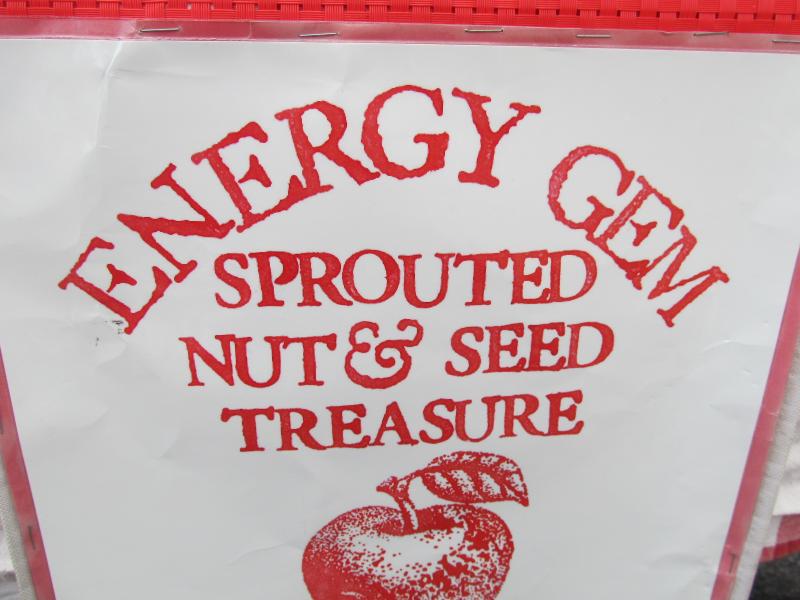 ENERGY GEM
SPROUTED
NUT & SEED
TREASURE